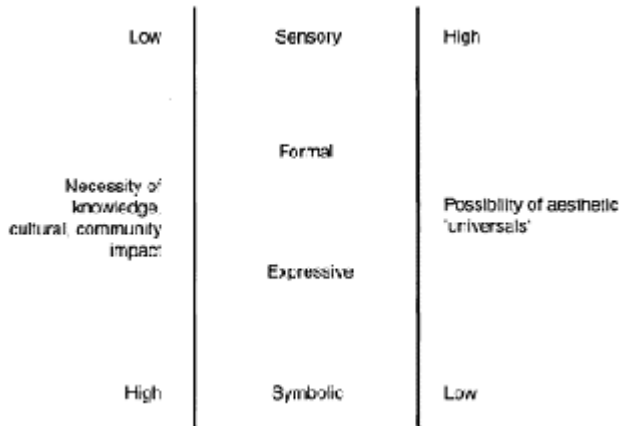 Low Sensory High
Formal
Necessity of
knowledge,
cultural, community
impact
Possibility of aesthetic
'universals'
Expressive
High Symbolic Low